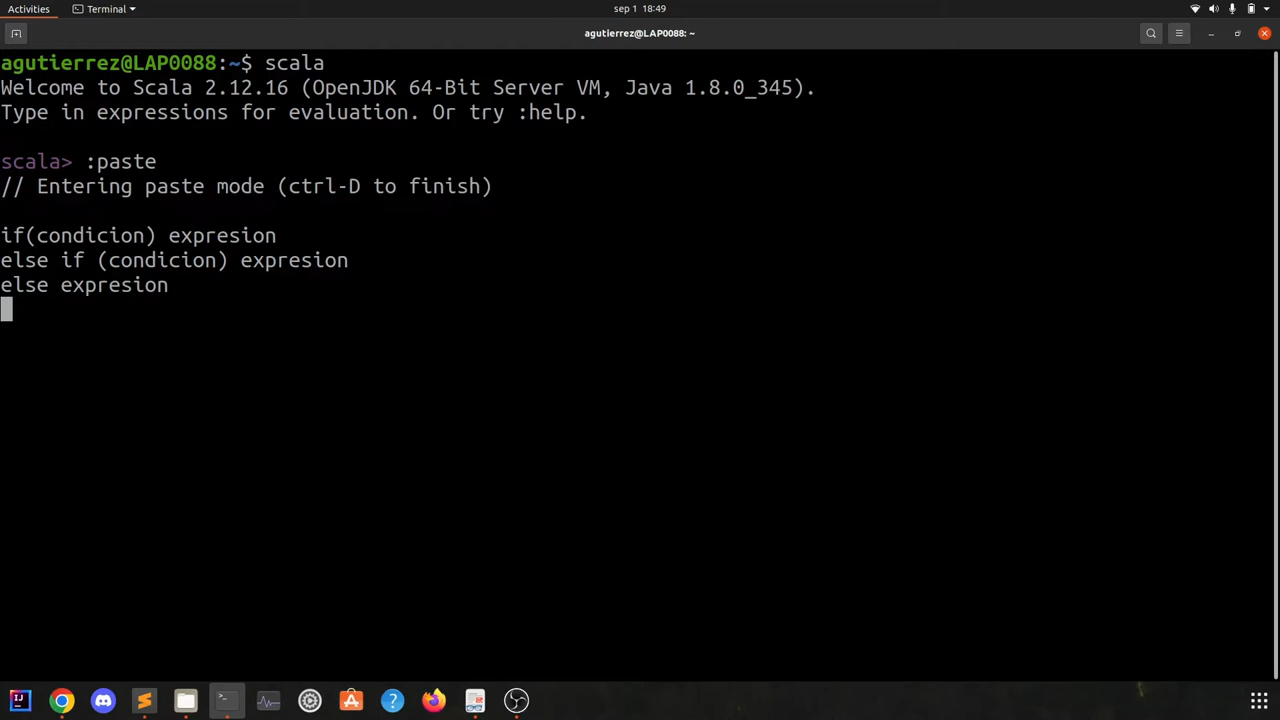 Activities
Terminal
sep 1 18:49
agutierrez@LAP0088: ~
agutierrez@LAP0088:~$ scala
Welcome to Scala 2.12.16 (OpenJDK 64-Bit Server VM, Java 1.8.0_345).
Type in expressions for evaluation. Or try :help.
scala> :paste
// Entering paste mode (ctrl-D to finish)
if(condicion) expresion
else if (condicion) expresion
else expresion